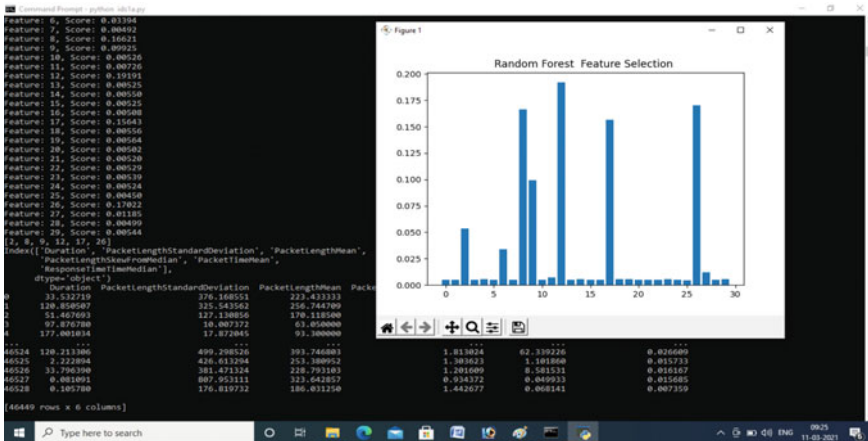 Command Prompt - python ids1a.py
Feature: 6, Score: 0.03394
Feature: 7, Score: 0.00492
Feature: 8, Score: 0.16621
Feature: 9, Score: 0.09925
Feature: 10, Score: 0.00526
Feature: 11, Score: 0.00726
Feature: 12, Score: 0.19191
Feature: 13, Score: 0.00525
Feature: 14, Score: 0.00550
Feature: 15, Score: 0.00525
Feature: 16, Score: 0.00508
Feature: 17, Score: 0.15643
Feature: 18, Score: 0.00556
Feature: 19, Score: 0.00564
Feature: 20, Score: 0.00502
Feature: 21, Score: 0.00520
Feature: 22, Score: 0.00529
Feature: 23, Score: 0.00539
Feature: 24, Score: 0.00524
Feature: 25, Score: 0.00450
Feature: 26, Score: 0.17022
Feature: 27, Score: 0.01185
Feature: 28, Score: 0.00499
Feature: 29, Score: 0.00544
[2, 8, 9, 12, 17, 26]
Index(['Duration', 'PacketLengthStandardDeviation', 'PacketLengthMean',
'PacketLengthSkewFromMedian', 'PacketTimeMean',
'ResponseTimeTimeMedian'],
dtype='object')
Duration PacketLengthStandardDeviation PacketLengthMean Packe
0 33.532719 376.168551 223.433333
1 120.850507 325.543562 256.744709
2 51.467693 127.130856 170.118500
3 97.876780 10.007372 63.050000
4 177.001034 17.872045 93.300000
... ... ... ... ... ... ...
46524 120.213306 499.298526 393.746803 1.813024 62.339226 0.026609
46525 2.222894 426.613294 253.380952 1.303623 1.101860 0.015733
46526 33.796390 381.471324 228.793103 1.201609 8.581531 0.016167
46527 0.081091 807.953111 323.642857 0.934372 0.049933 0.015685
46528 0.105780 176.819732 186.031250 1.442677 0.068141 0.007359
[46449 rows x 6 columns]
Figure 1
Random Forest Feature Selection
0.200
0.175
0.150
0.125
0.100
0.075
0.050
0.025
0.000
0 5 10 15 20 25 30
Type here to search
ENG
09:25
11-03-2021